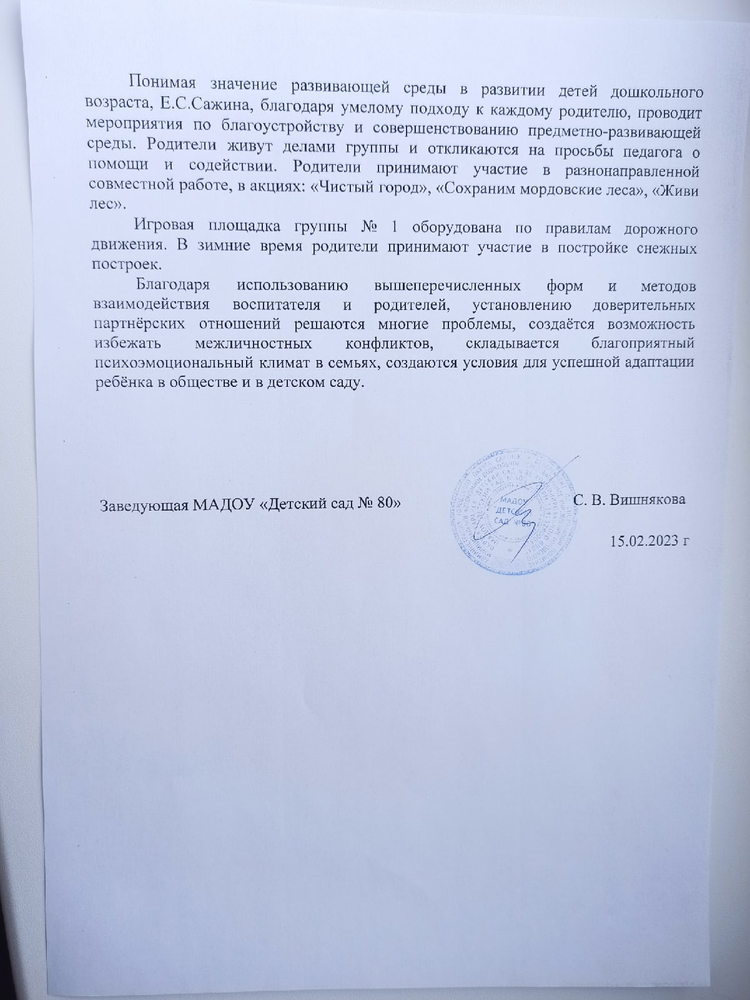 Понимая значение развивающей среды в развитии детей дошкольного
возраста, Е.С.Сажина, благодаря умелому подходу к каждому родителю, проводит
мероприятия по благоустройству и совершенствованию предметно-развивающей
среды. Родители живут делами группы и откликаются на просьбы педагога о
помощи и содействии. Родители принимают участие в разнонаправленной
совместной работе, в акциях: «Чистый город», «Сохраним мордовские леса», «Живи
лес».
Игровая площадка группы № 1 оборудована по правилам дорожного
движения. В зимние время родители принимают участие в постройке снежных
построек.
Благодаря использованию вышеперечисленных форм и методов
взаимодействия воспитателя и родителей, установлению доверительных
партнёрских отношений решаются многие проблемы, создаётся возможность
избежать межличностных конфликтов, складывается благоприятный
психоэмоциональный климат в семьях, создаются условия для успешной адаптации
ребёнка в обществе и в детском саду.
Заведующая МАДОУ «Детский сад № 80»
МАДОУ
САД №80
С. В. Вишнякова
15.02.2023 г